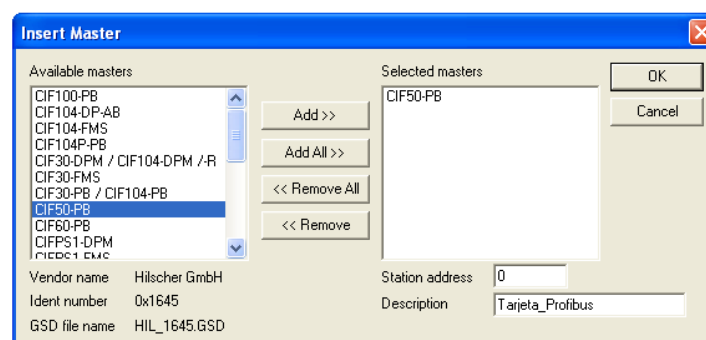 Insert Master
Available masters
CIF100-PB
CIF104-DP-AB
CIF104-FMS
CIF104P-PB
CIF30-DPM / CIF104-DPM /-R
CIF30-FMS
CIF30-PB / CIF104-PB
CIF50-PB
CIF60-PB
CIFPS1-DPM
CIFPS1-FMS
Add >>
Add All >>
<< Remove All
<< Remove
Selected masters
CIF50-PB
OK
Cancel
Vendor name Hilscher GmbH
Ident number 0x1645
GSD file name HIL_1645.GSD
Station address 0
Description Tarjeta_Profibus